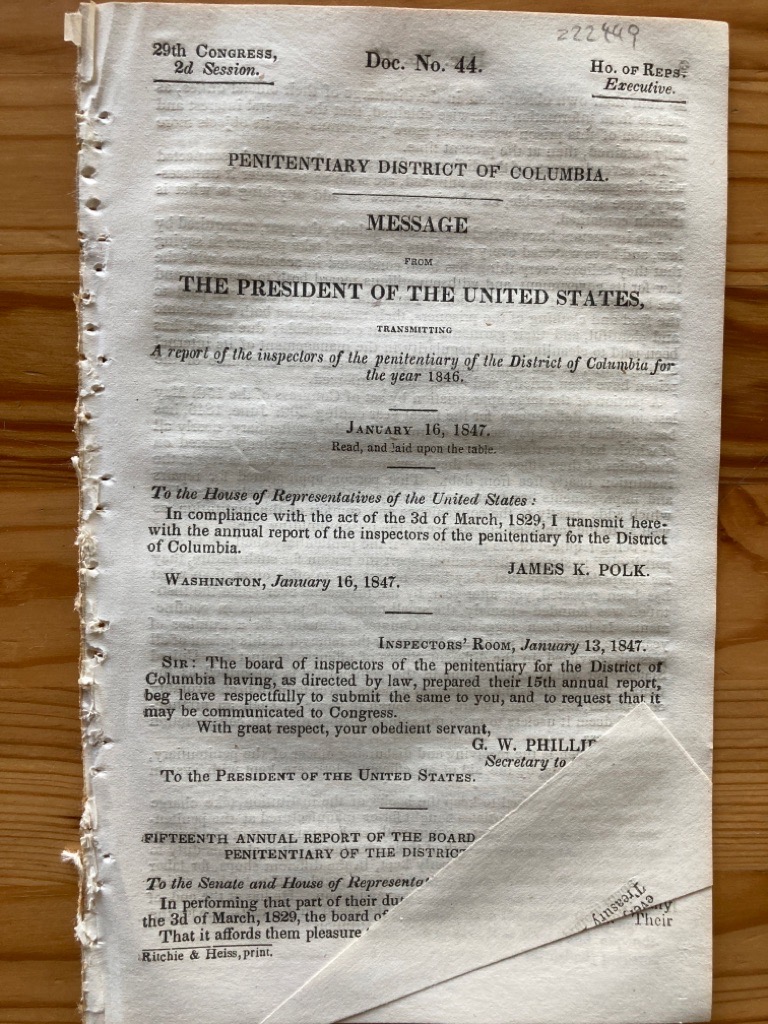 222449
29th Congress,
2d Session.
Doc. No. 44.
Ho. of Reps.
Executive.
PENITENTIARY DISTRICT OF COLUMBIA.
MESSAGE
FROM
THE PRESIDENT OF THE UNITED STATES,
TRANSMITTING
A report of the inspectors of the penitentiary of the District of Columbia for
the year 1846.
January 16, 1847.
Read, and laid upon the table.
To the House of Representatives of the United States:
In compliance with the act of the 3d of March, 1829, I transmit here-
with the annual report of the inspectors of the penitentiary for the District
of Columbia.
JAMES K. POLK.
Washington, January 16, 1847.
Inspectors' Room, January 13, 1847.
Sir: The board of inspectors of the penitentiary for the District of
Columbia having, as directed by law, prepared their 15th annual report,
beg leave respectfully to submit the same to you, and to request that it
may be communicated to Congress.
With great respect, your obedient servant,
G. W. PHILLI
Secretary to
To the President of the United States.
FIFTEENTH ANNUAL REPORT OF THE BOARD
PENITENTIARY OF THE DISTRIC
To the Senate and House of Representa
In performing that part of their du
the 3d of March, 1829, the board of
That it affords them pleasure
Ritchie & Heiss, print.
every
Treasury
Their